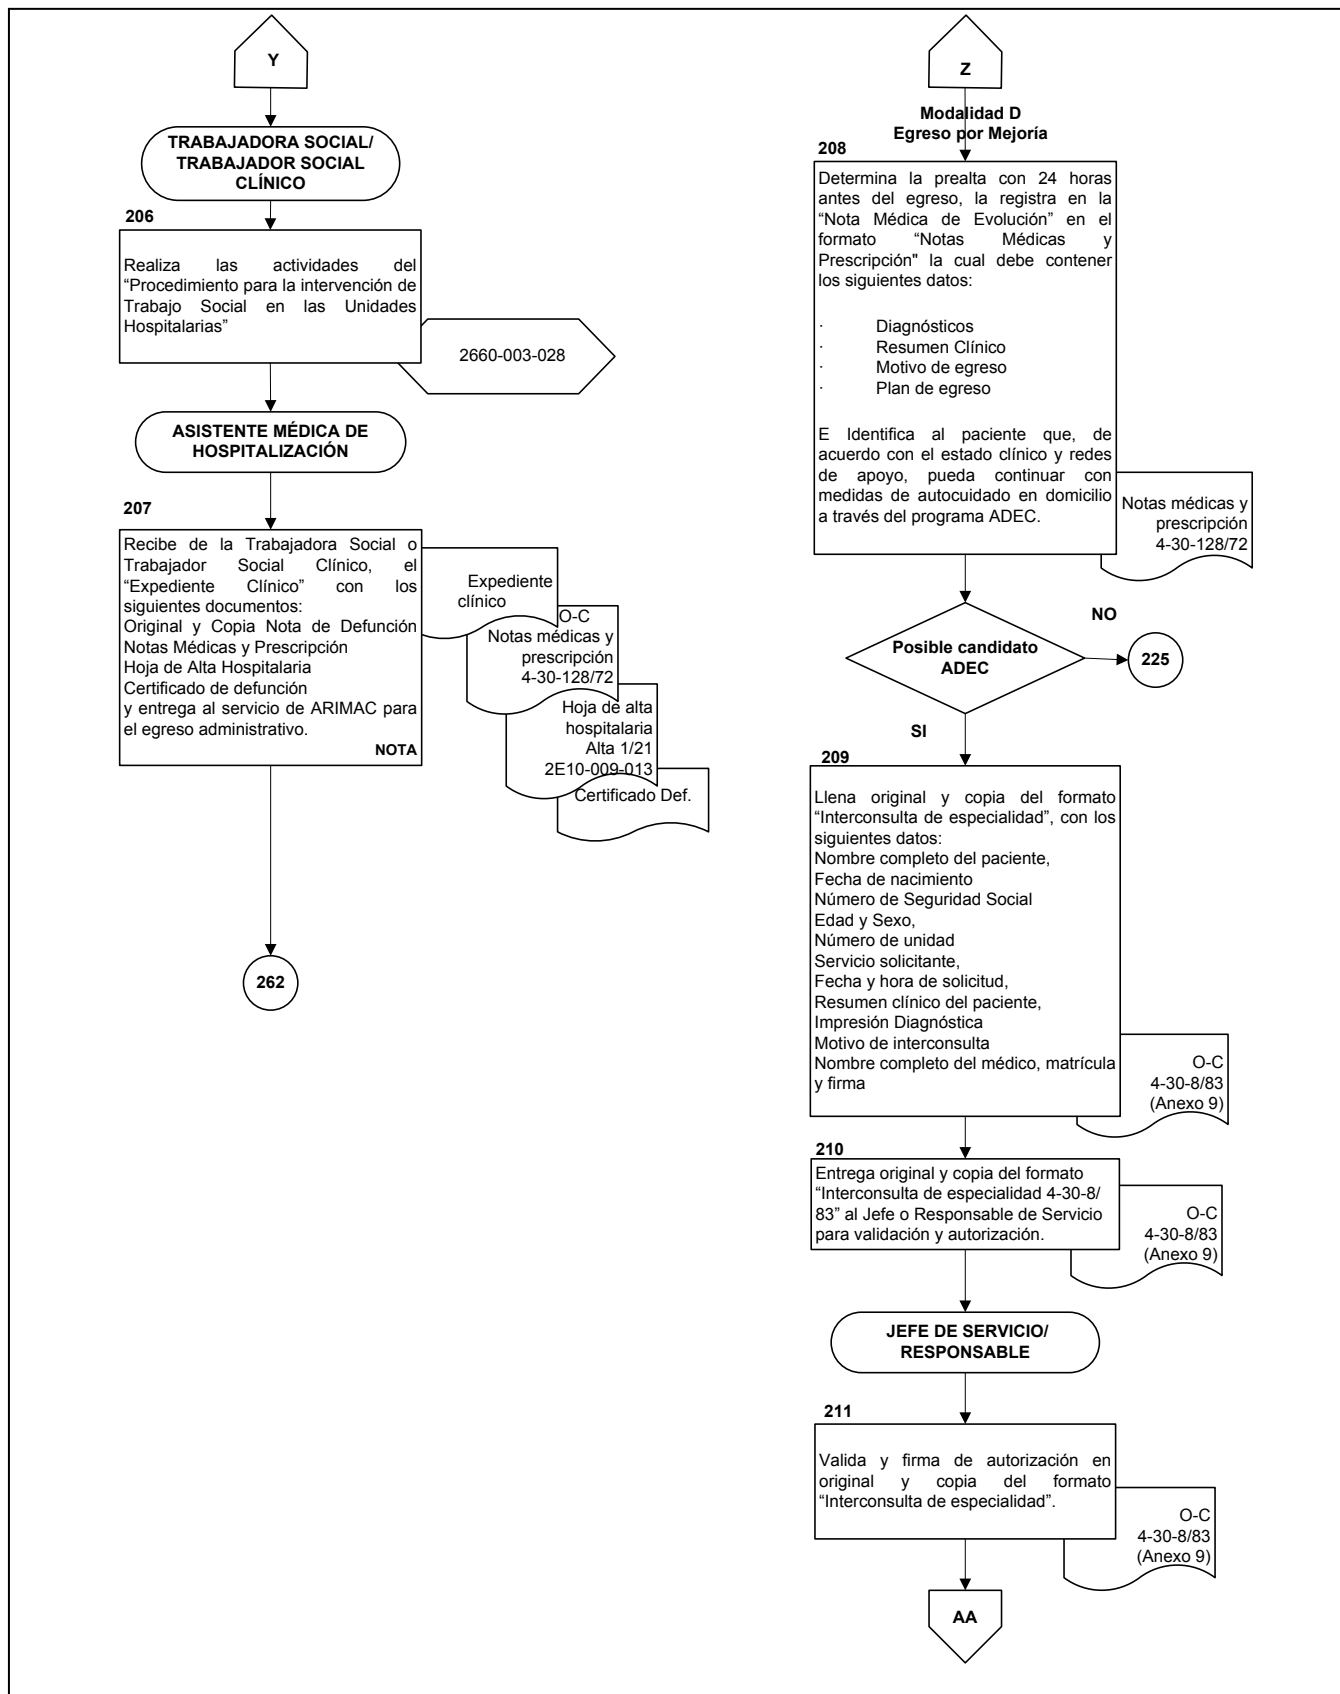 Y
TRABAJADORA SOCIAL/
TRABAJADOR SOCIAL
CLÍNICO
206
Realiza las actividades del
“Procedimiento para la intervención de
Trabajo Social en las Unidades
Hospitalarias”
2660-003-028
ASISTENTE MÉDICA DE
HOSPITALIZACIÓN
207
Recibe de la Trabajadora Social o
Trabajador Social Clínico, el
“Expediente Clínico” con los
siguientes documentos:
Original y Copia Nota de Defunción
Notas Médicas y Prescripción
Hoja de Alta Hospitalaria
Certificado de defunción
y entrega al servicio de ARIMAC para
el egreso administrativo.
NOTA
Expediente
clínico
O-C
Notas médicas y
prescripción
4-30-128/72
Hoja de alta
hospitalaria
Alta 1/21
2E10-009-013
Certificado Def.
262
Z
Modalidad D
Egreso por Mejoría
208
Determina la prealta con 24 horas
antes del egreso, la registra en la
“Nota Médica de Evolución” en el
formato “Notas Médicas y
Prescripción" la cual debe contener
los siguientes datos:
· Diagnósticos
· Resumen Clínico
· Motivo de egreso
· Plan de egreso
E Identifica al paciente que, de
acuerdo con el estado clínico y redes
de apoyo, pueda continuar con
medidas de autocuidado en domicilio
a través del programa ADEC.
Notas médicas y
prescripción
4-30-128/72
Posible candidato
ADEC
NO
225
SI
209
Llena original y copia del formato
“Interconsulta de especialidad”, con los
siguientes datos:
Nombre completo del paciente,
Fecha de nacimiento
Número de Seguridad Social
Edad y Sexo,
Número de unidad
Servicio solicitante,
Fecha y hora de solicitud,
Resumen clínico del paciente,
Impresión Diagnóstica
Motivo de interconsulta
Nombre completo del médico, matrícula
y firma
O-C
4-30-8/83
(Anexo 9)
210
Entrega original y copia del formato
“Interconsulta de especialidad 4-30-8/
83” al Jefe o Responsable de Servicio
para validación y autorización.
O-C
4-30-8/83
(Anexo 9)
JEFE DE SERVICIO/
RESPONSABLE
211
Valida y firma de autorización en
original y copia del formato
“Interconsulta de especialidad”.
O-C
4-30-8/83
(Anexo 9)
AA